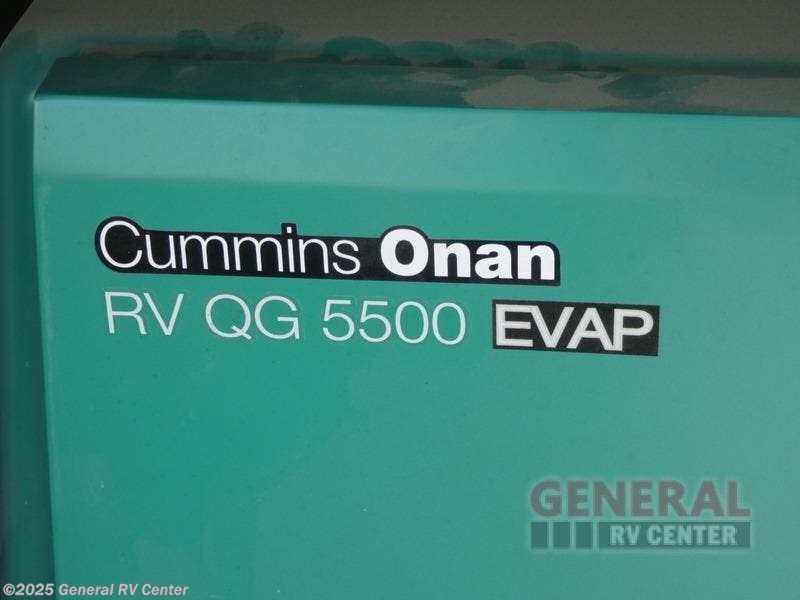 Cummins Onan
RV QG 5500 EVAP
GENERAL
RV CENTER
©2025 General RV Center